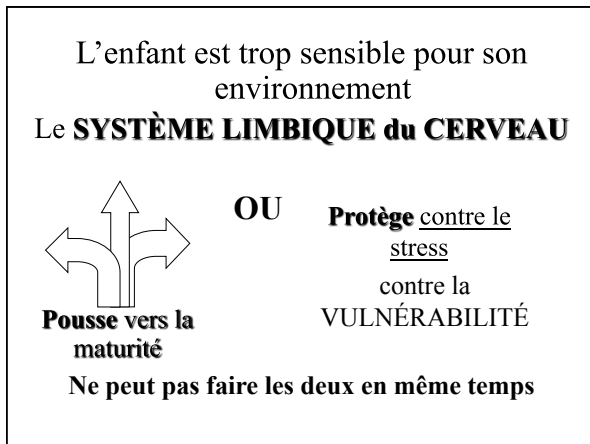 L'enfant est trop sensible pour son
environnement
Le SYSTÈME LIMBIQUE du CERVEAU
OU
Protège contre le
stress
contre la
VULNÉRABILITÉ
Pousse vers la
maturité
Ne peut pas faire les deux en même temps